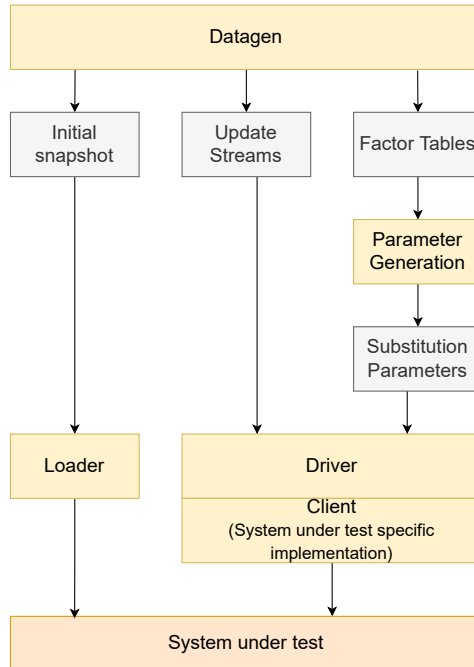 Datagen
Initial
snapshot
Update
Streams
Factor Tables
Parameter
Generation
Substitution
Parameters
Loader
Driver
Client
(System under test specific
implementation)
System under test